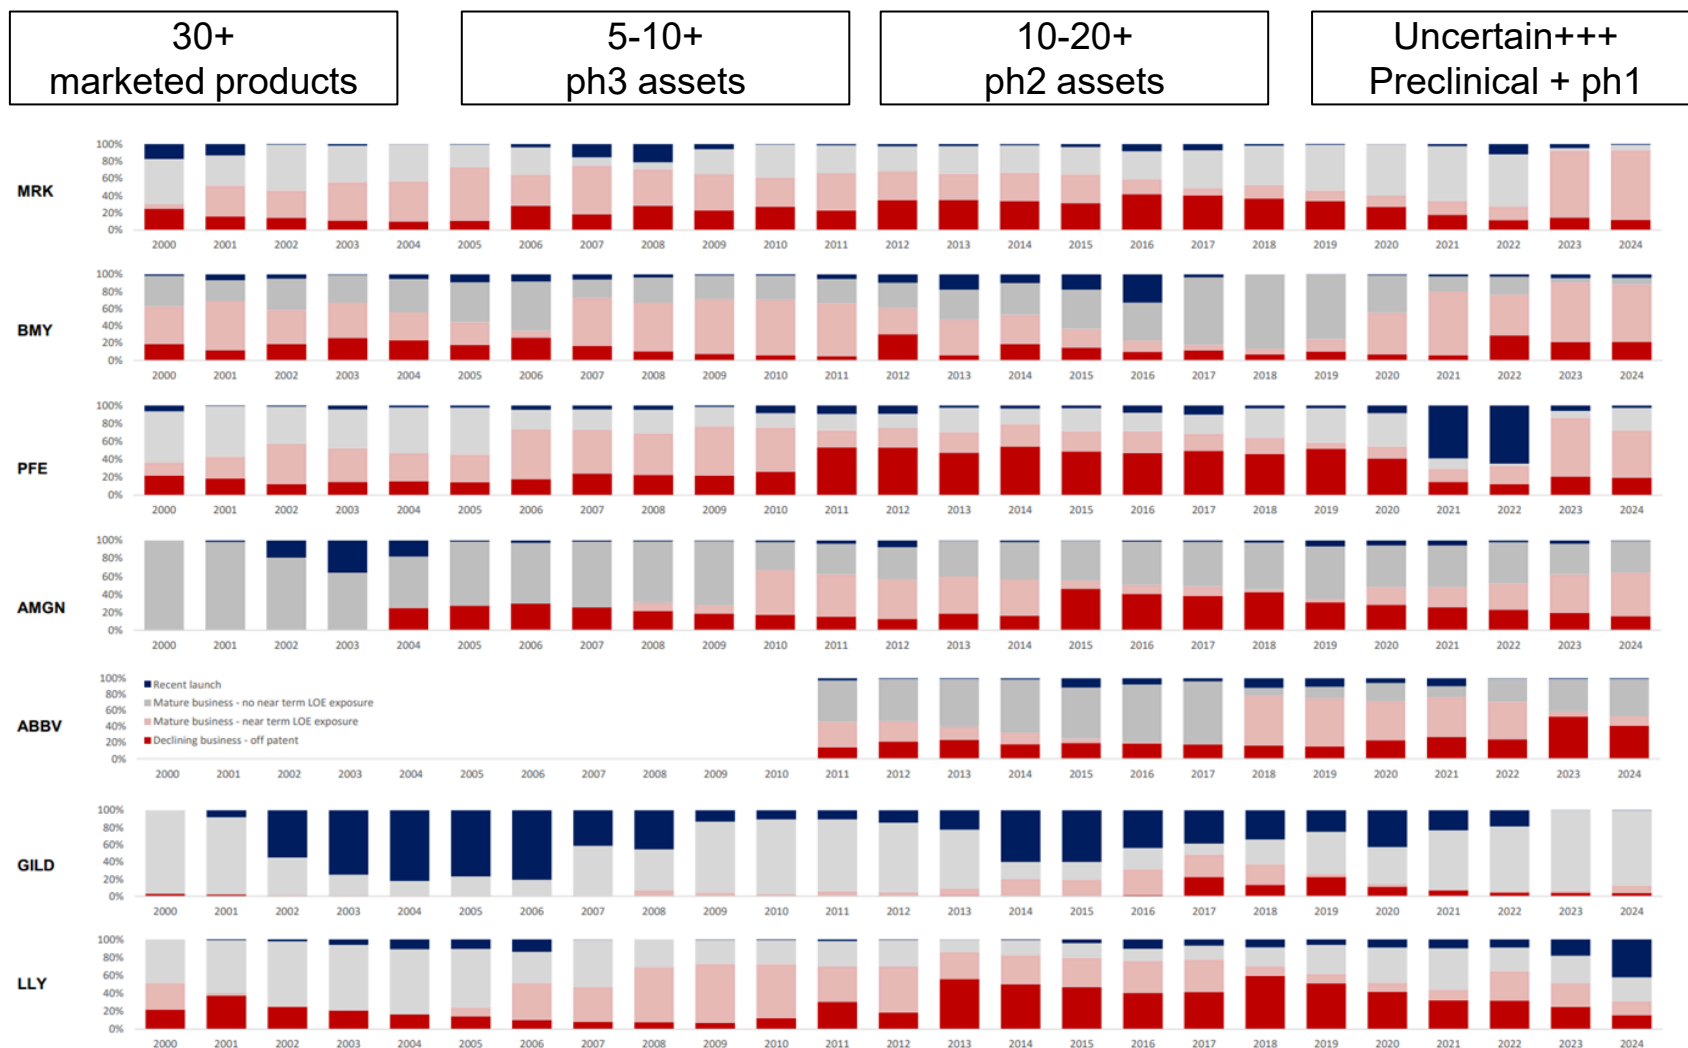 30+
marketed products
5-10+
ph3 assets
10-20+
ph2 assets
Uncertain+++
Preclinical + ph1
MRK
100%
80%
60%
40%
20%
0%
2000 2001 2002 2003 2004 2005 2006 2007 2008 2009 2010 2011 2012 2013 2014 2015 2016 2017 2018 2019 2020 2021 2022 2023 2024
BMY
100%
80%
60%
40%
20%
0%
2000 2001 2002 2003 2004 2005 2006 2007 2008 2009 2010 2011 2012 2013 2014 2015 2016 2017 2018 2019 2020 2021 2022 2023 2024
PFE
100%
80%
60%
40%
20%
0%
2000 2001 2002 2003 2004 2005 2006 2007 2008 2009 2010 2011 2012 2013 2014 2015 2016 2017 2018 2019 2020 2021 2022 2023 2024
AMGN
100%
80%
60%
40%
20%
0%
2000 2001 2002 2003 2004 2005 2006 2007 2008 2009 2010 2011 2012 2013 2014 2015 2016 2017 2018 2019 2020 2021 2022 2023 2024
ABBV
100%
80%
60%
40%
20%
0%
Recent launch
Mature business - no near term LOE exposure
Mature business - near term LOE exposure
Declining business - off patent
2000 2001 2002 2003 2004 2005 2006 2007 2008 2009 2010 2011 2012 2013 2014 2015 2016 2017 2018 2019 2020 2021 2022 2023 2024
GILD
100%
80%
60%
40%
20%
0%
2000 2001 2002 2003 2004 2005 2006 2007 2008 2009 2010 2011 2012 2013 2014 2015 2016 2017 2018 2019 2020 2021 2022 2023 2024
LLY
100%
80%
60%
40%
20%
0%
2000 2001 2002 2003 2004 2005 2006 2007 2008 2009 2010 2011 2012 2013 2014 2015 2016 2017 2018 2019 2020 2021 2022 2023 2024